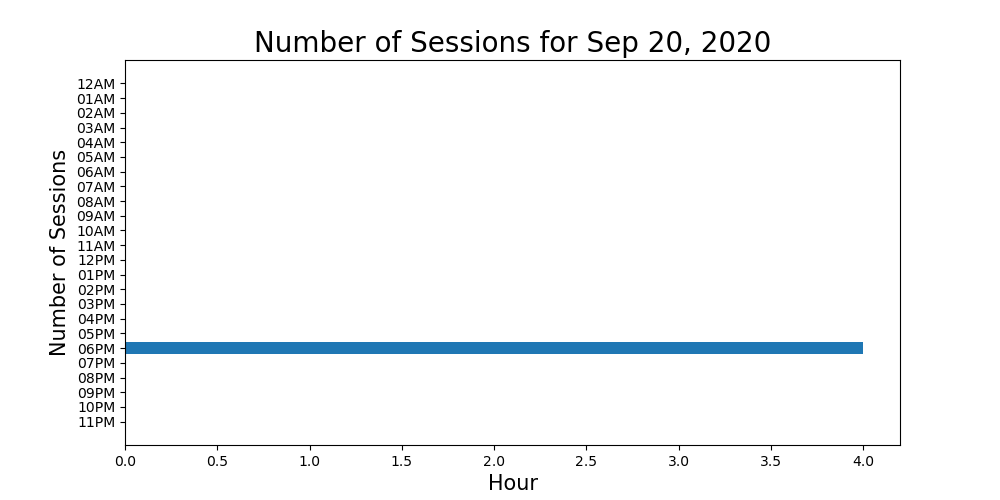 Number of Sessions for Sep 20, 2020
Number of Sessions
12AM
01AM
02AM
03AM
04AM
05AM
06AM
07AM
08AM
09AM
10AM
11AM
12PM
01PM
02PM
03PM
04PM
05PM
06PM
07PM
08PM
09PM
10PM
11PM
0.0 0.5 1.0 1.5 2.0 2.5 3.0 3.5 4.0
Hour